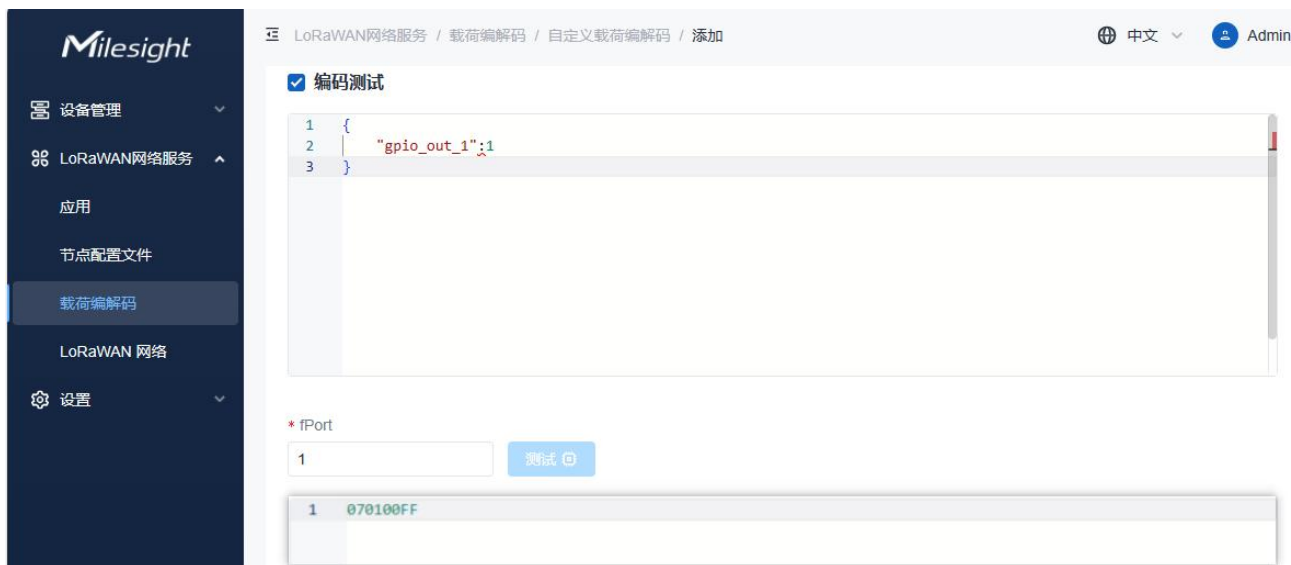 Milesight
LoRaWAN网络服务 / 载荷编解码 / 自定义载荷编解码 / 添加
中文
Admin
设备管理
LoRaWAN网络服务
应用
节点配置文件
载荷编解码
LoRaWAN 网络
设置
编码测试
1 {
2 "gpio_out_1":1
3 }
* fPort
1
测试
1 070100FF